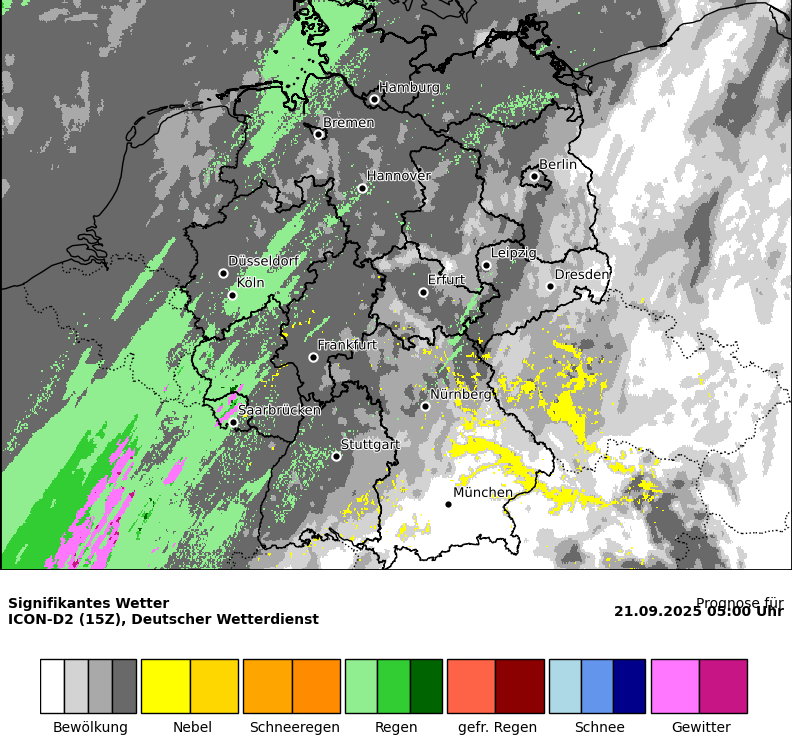 Hamburg
Bremen
Berlin
Hannover
Düsseldorf
Leipzig
Dresden
Köln
Erfurt
Frankfurt
Nürnberg
Saarbrücken
Stuttgart
München
Signifikantes Wetter
ICON-D2 (15Z), Deutscher Wetterdienst
Prognose für
21.09.2025 05:00 Uhr
Bewölkung Nebel Schneeregen Regen gefr. Regen Schnee Gewitter